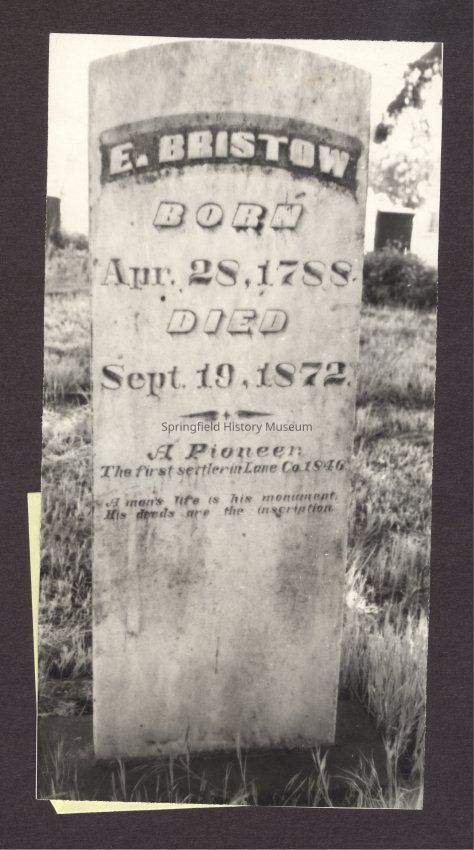 E. BRISTOW
BORN
Apr. 28, 1788.
DIED
Sept. 19, 1872.
Springfield History Museum
A Pioneer
The first settler in Lane Co. 1846
A man's life is his monument.
His deeds are the inscription